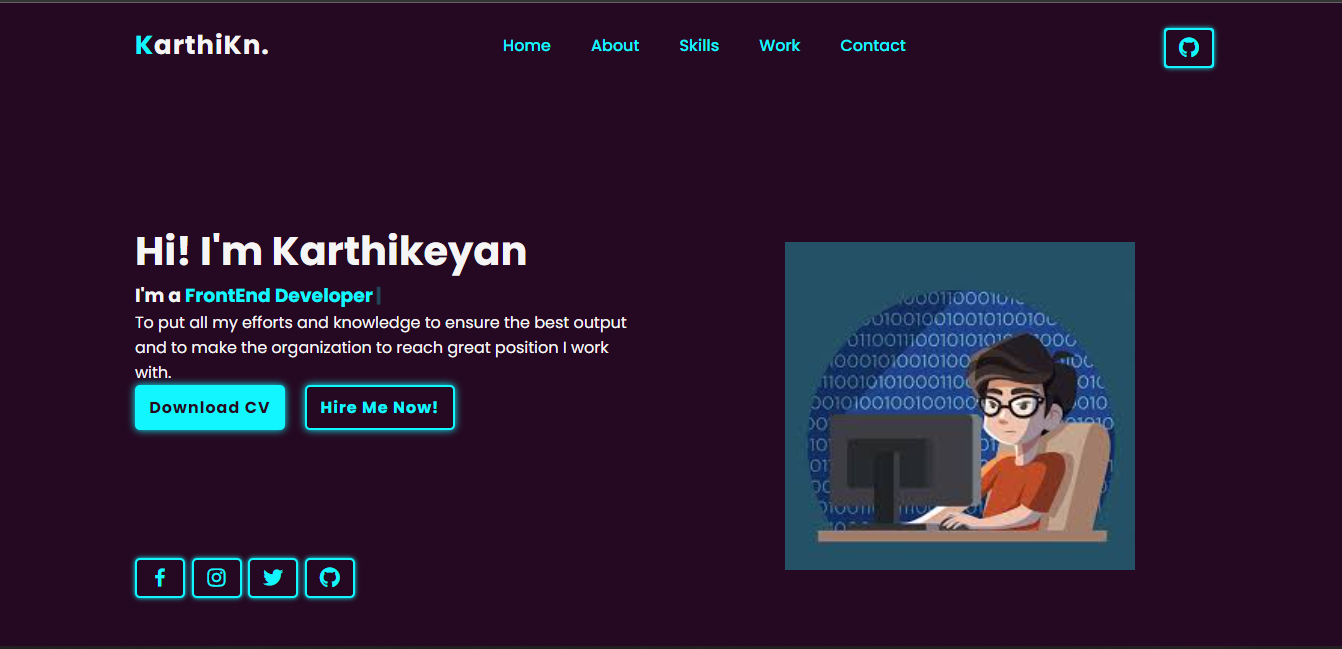 KarthiKn.
Home About Skills Work Contact
Hi! I'm Karthikeyan
I'm a FrontEnd Developer
To put all my efforts and knowledge to ensure the best output
and to make the organization to reach great position I work
with.
Download CV Hire Me Now!